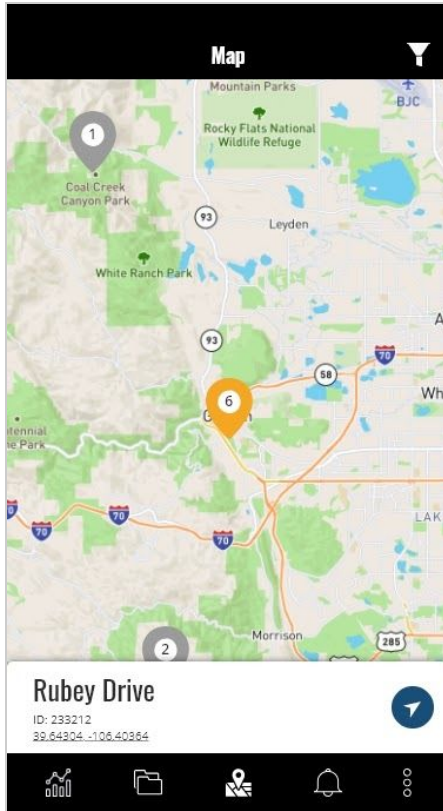 Map
Mountain Parks
BJC
Rocky Flats National
Wildlife Refuge
1
Coal Creek
Canyon Park
93
Leyden
White Ranch Park
93
A
70
58
Wh
6
G n
tennial
ne Park
70
70
70
LAK
2
Morrison
285
Rubey Drive
ID: 233212
39.64304, -106.40364